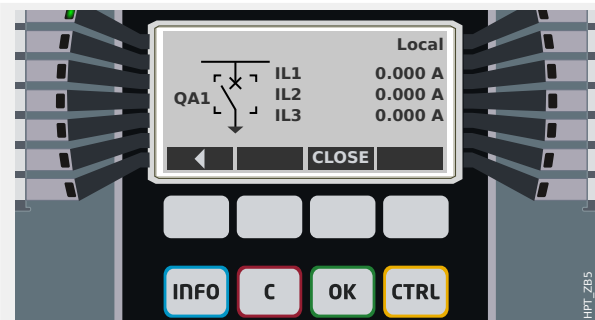 Local
IL1 0.000 A
QA1 IL2 0.000 A
IL3 0.000 A
CLOSE
INFO C OK CTRL
HPT_ZB5